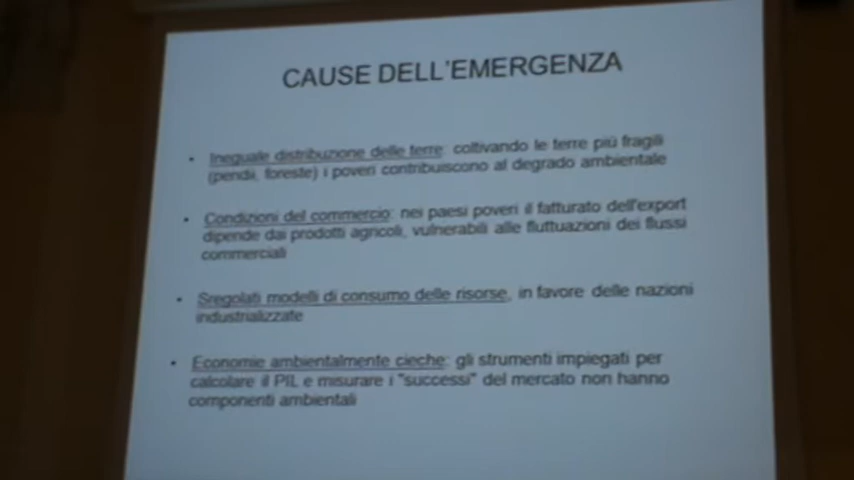 CAUSE DELL'EMERGENZA
• Ineguale distribuzione delle terre: coltivando le terre più fragili
(pendii, foreste) i poveri contribuiscono al degrado ambientale
• Condizioni del commercio: nei paesi poveri il fatturato dell'export
dipende dai prodotti agricoli, vulnerabili alle fluttuazioni dei flussi
commerciali
• Sregolati modelli di consumo delle risorse, in favore delle nazioni
industrializzate
• Economie ambientalmente cieche: gli strumenti impiegati per
calcolare il PIL e misurare i "successi" del mercato non hanno
componenti ambientali